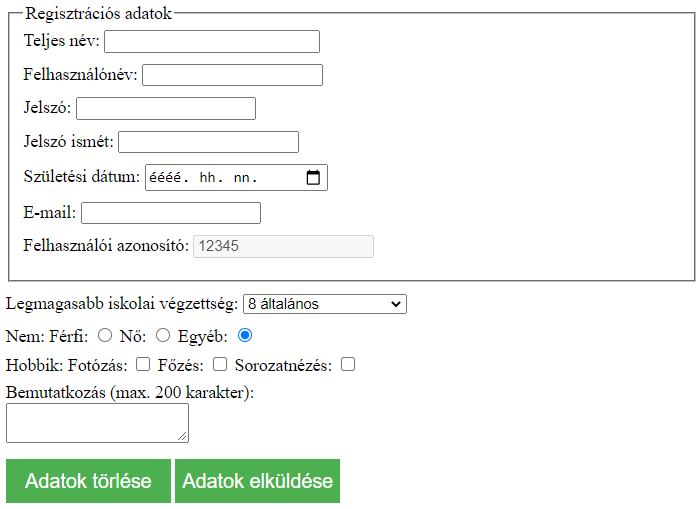 Regisztrációs adatok
Teljes név:
Felhasználónév:
Jelszó:
Jelszó ismét:
Születési dátum: éééé. hh. nn.
E-mail:
Felhasználói azonosító: 12345
Legmagasabb iskolai végzettség: 8 általános
Nem: Férfi: Nő: Egyéb:
Hobbik: Fotózás: Főzés: Sorozatnézés:
Bemutatkozás (max. 200 karakter):
Adatok törlése Adatok elküldése